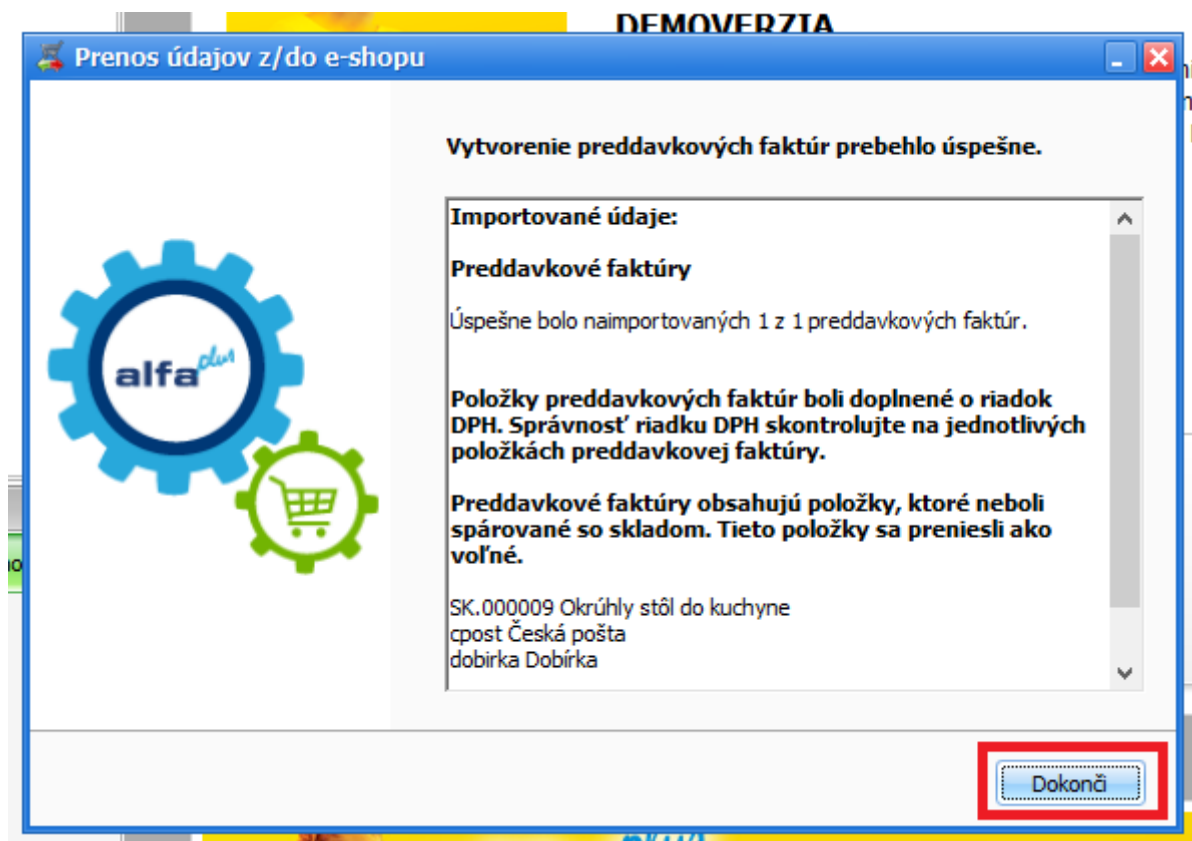 DEMOVERZIA
Prenos údajov z/do e-shopu
Vytvorenie preddavkových faktúr prebehlo úspešne.
Importované údaje:
Preddavkové faktúry
Úspešne bolo naimportovaných 1 z 1 preddavkových faktúr.
Položky preddavkových faktúr boli doplnené o riadok
DPH. Správnosť riadku DPH skontrolujte na jednotlivých
položkách preddavkovej faktúry.
Preddavkové faktúry obsahujú položky, ktoré neboli
spárované so skladom. Tieto položky sa preniesli ako
voľné.
SK.000009 Okrúhly stôl do kuchyne
cpost Česká pošta
dobirka Dobírka
alfa plus
Dokonči
plus